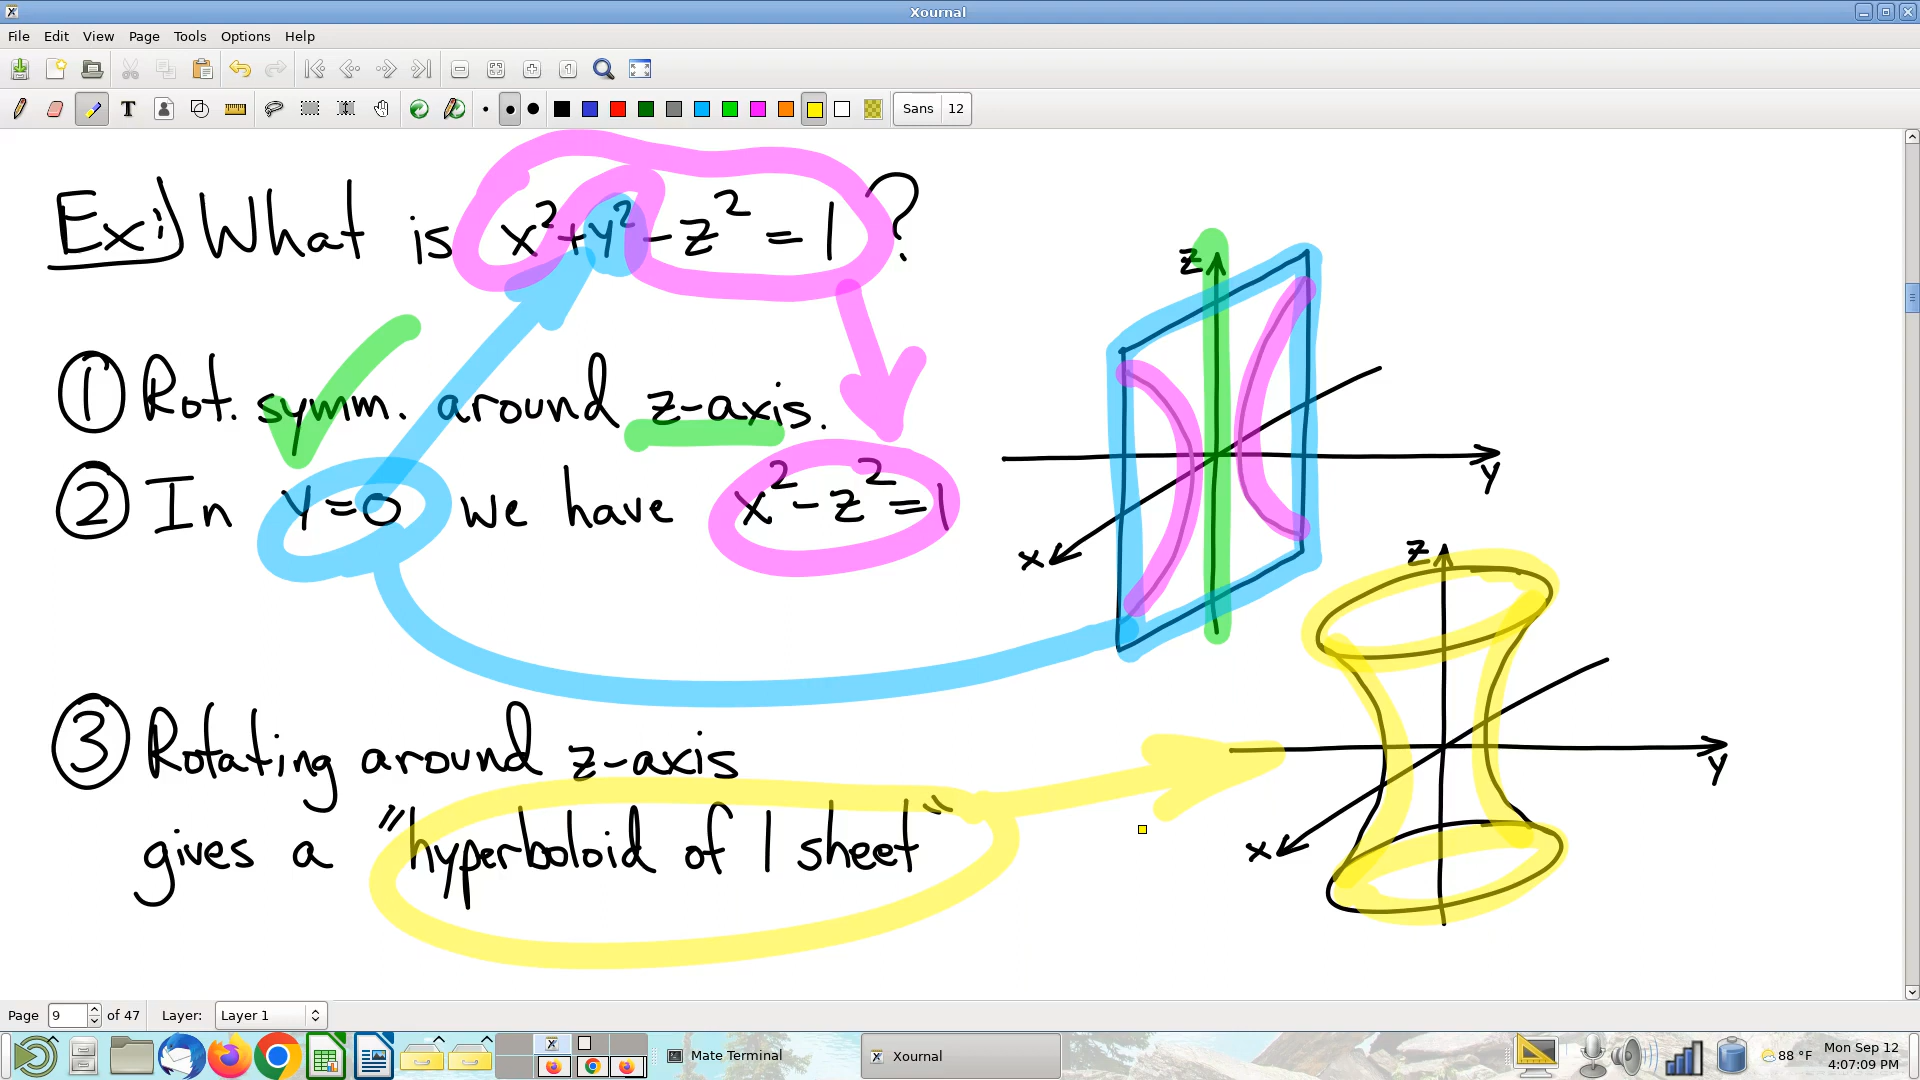 Xournal
File Edit View Page Tools Options Help
Sans 12
Ex:) What is x²+y²-z²=1?
① Rot. symm. around z-axis.
② In y=0 we have x²-z²=1
z
y
x
③ Rotating around z-axis
gives a "hyperboloid of 1 sheet"
z
y
x
Page 9 of 47 Layer: Layer 1
Mate Terminal
Xournal
88 °F
Mon Sep 12
4:07:09 PM